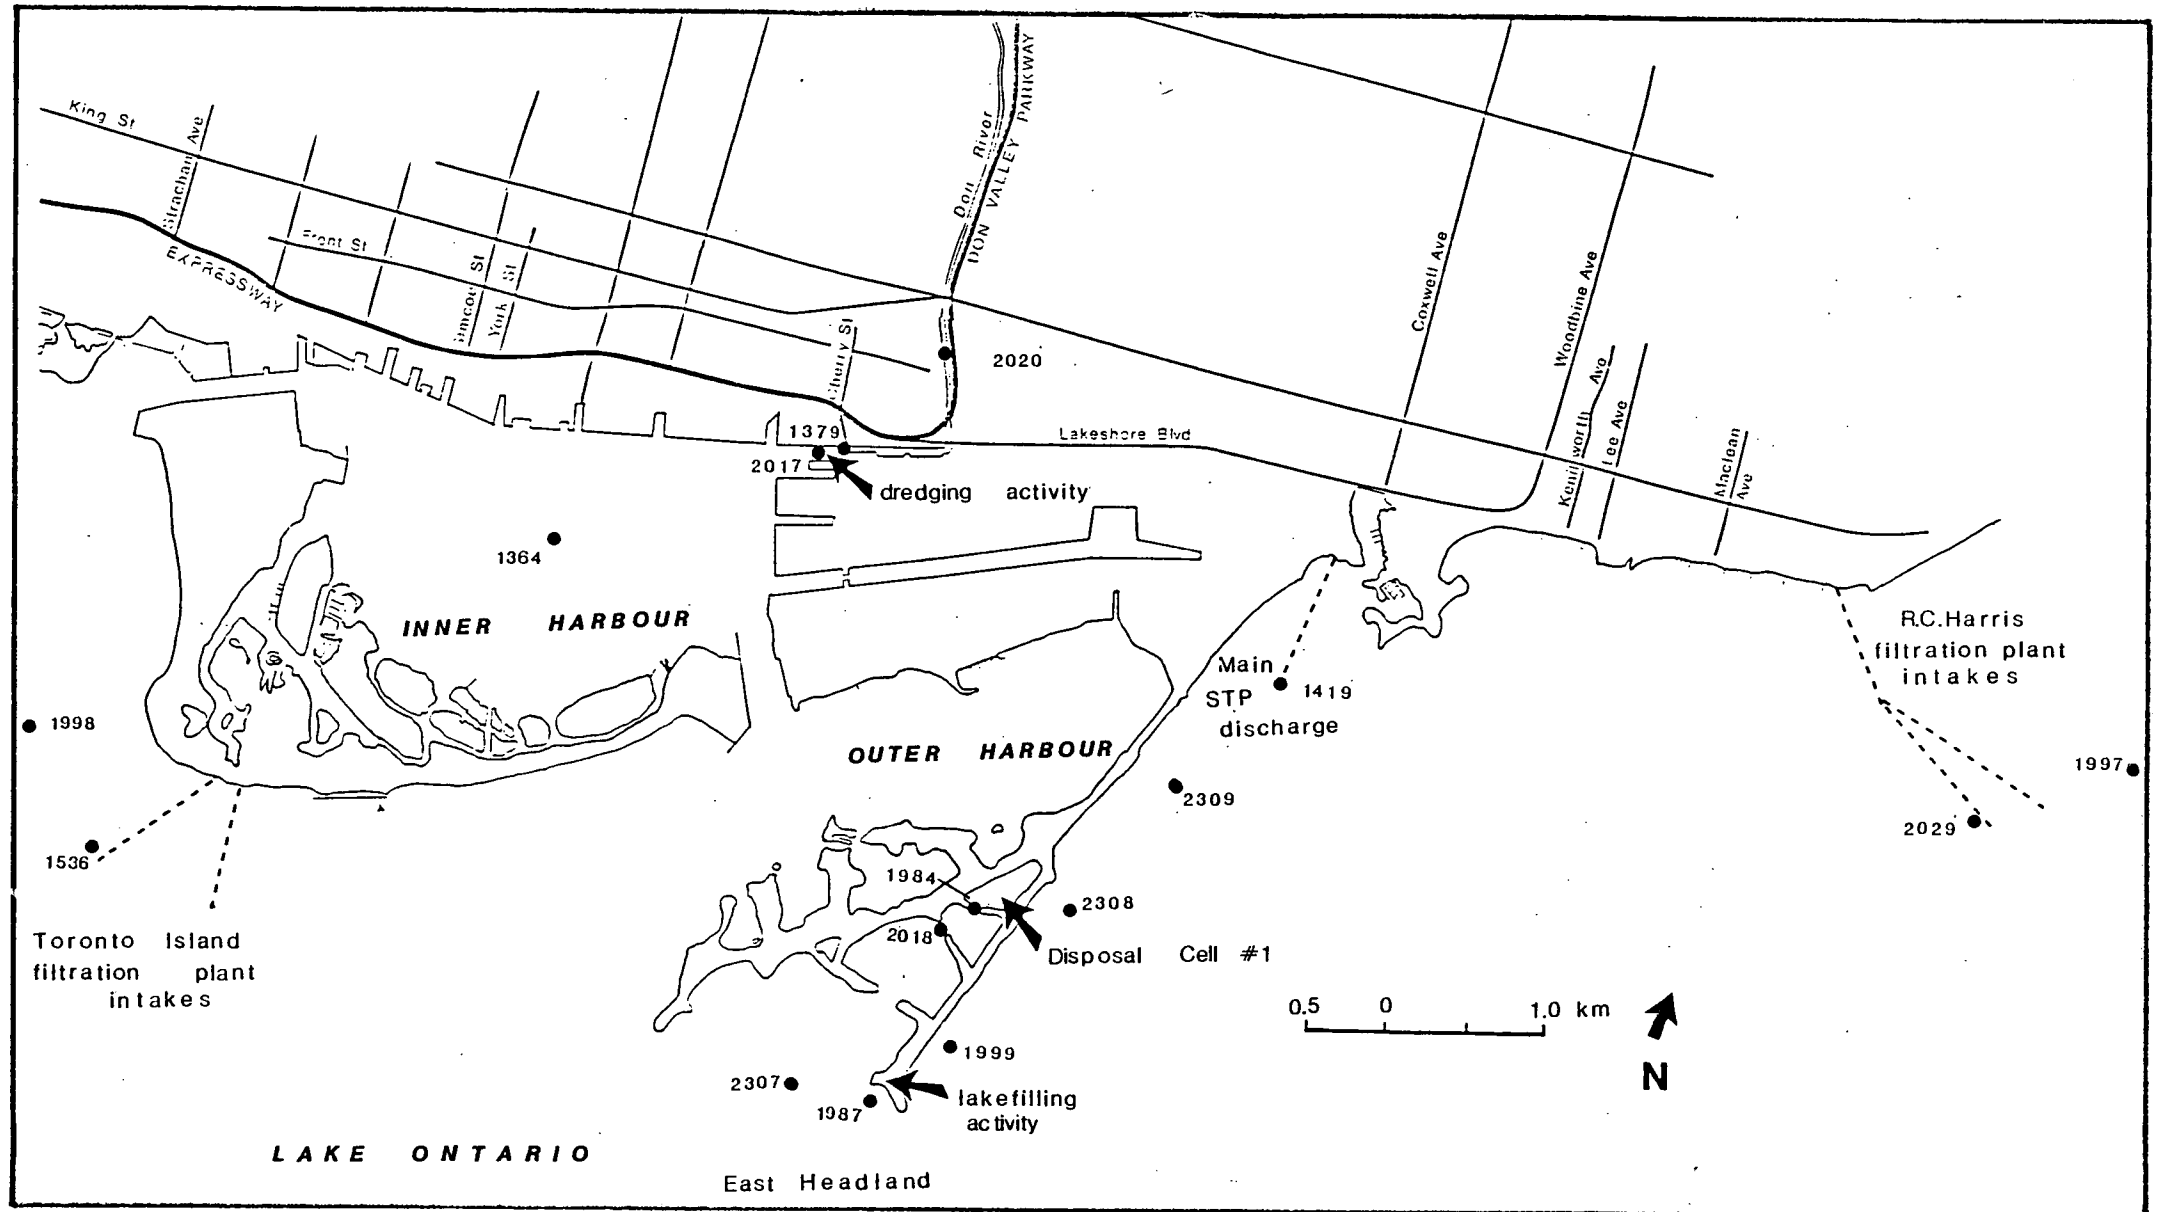 King St
Strachan Ave
EXPRESSWAY
Front St
York St
Cherry St
Don River
DON VALLEY PARKWAY
2020
Coxwell Ave
Woodbine Ave
Kenilworth Ave
Lee Ave
Maclean
Ave
Lakeshore Blvd
1379
2017
dredging activity
1364
INNER HARBOUR
1998
1536
Toronto Island
filtration plant
intakes
OUTER HARBOUR
Main
STP
discharge
1419
2309
R.C.Harris
filtration plant
intakes
1997
2029
1984
2018
2308
Disposal Cell #1
1999
2307
1987
lakefilling
activity
0.5 0 1.0 km
N
LAKE ONTARIO
East Headland